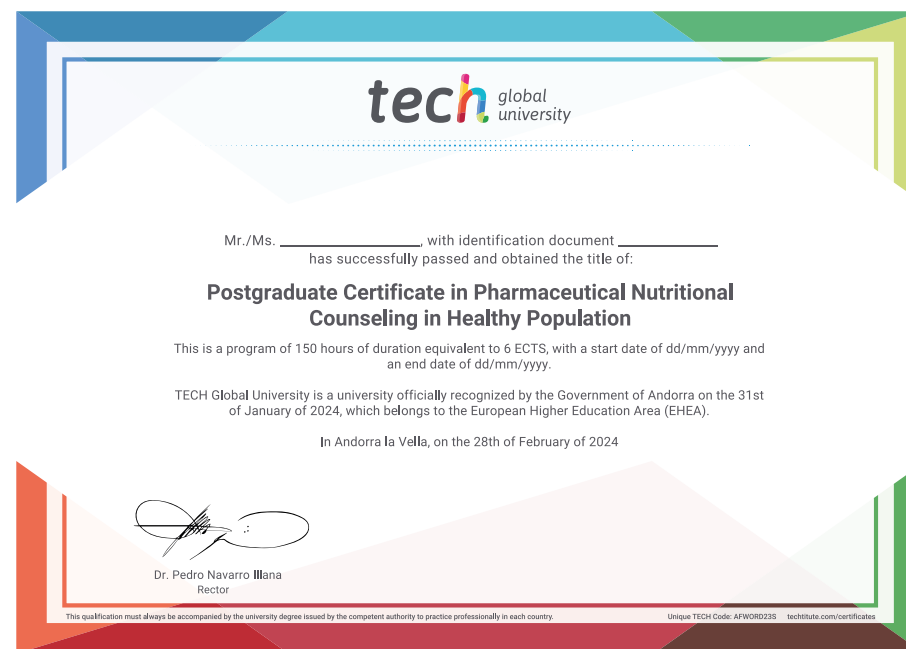 tech global
university
Mr./Ms. ____________________, with identification document ______________
has successfully passed and obtained the title of:
Postgraduate Certificate in Pharmaceutical Nutritional
Counseling in Healthy Population
This is a program of 150 hours of duration equivalent to 6 ECTS, with a start date of dd/mm/yyyy and
an end date of dd/mm/yyyy.
TECH Global University is a university officially recognized by the Government of Andorra on the 31st
of January of 2024, which belongs to the European Higher Education Area (EHEA).
In Andorra la Vella, on the 28th of February of 2024
Dr. Pedro Navarro Illana
Rector
This qualification must always be accompanied by the university degree issued by the competent authority to practice professionally in each country.
Unique TECH Code: AFWORD23S techtitute.com/certificates